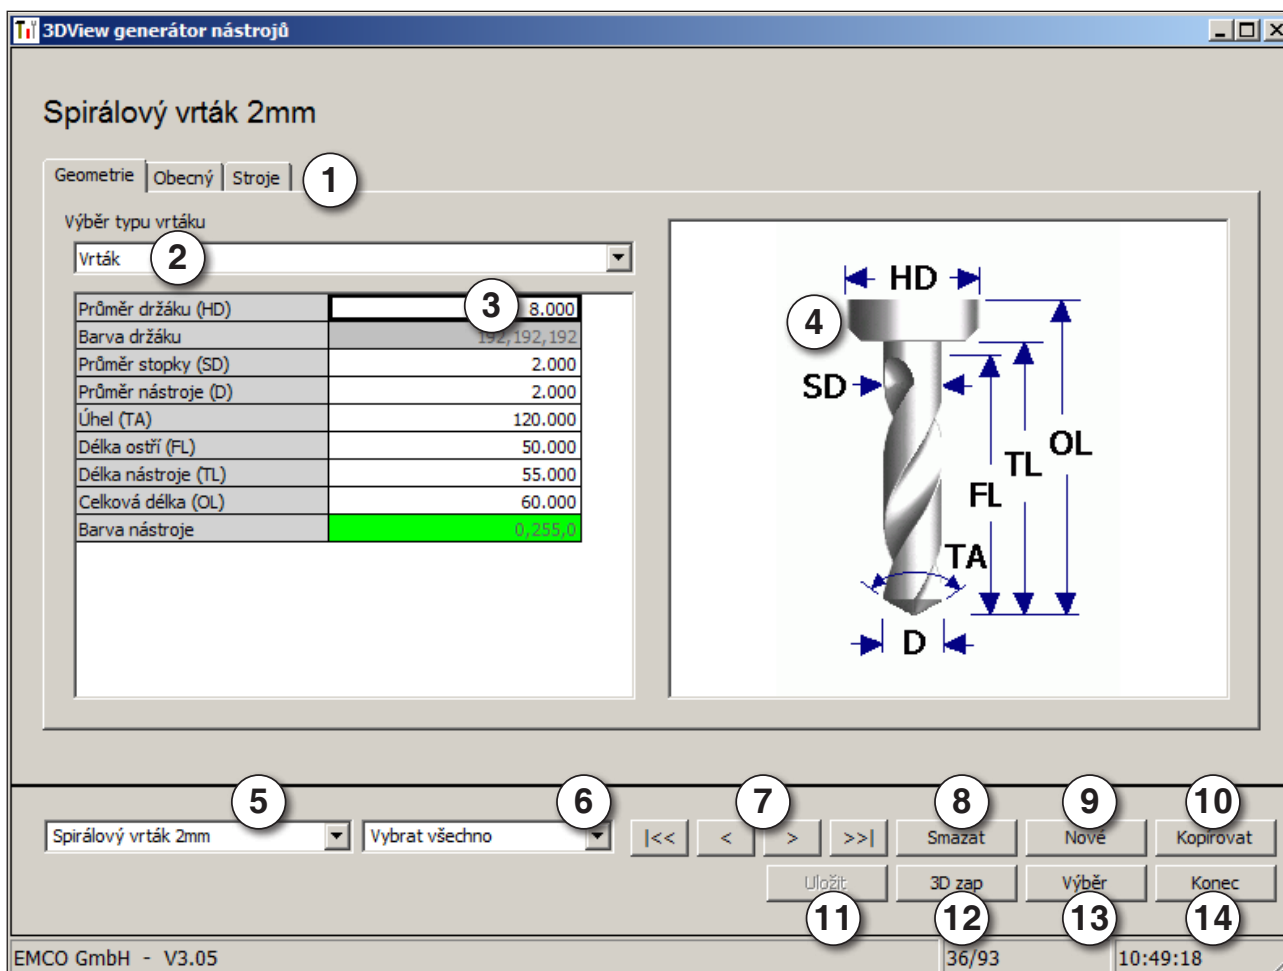 3DView generátor nástrojů
Spirálový vrták 2mm
Geometrie Obecný Stroje 1
Výběr typu vrtáku
Vrták 2
Průměr držáku (HD) 3 8.000
Barva držáku 192,192,192
Průměr stopky (SD) 2.000
Průměr nástroje (D) 2.000
Úhel (TA) 120.000
Délka ostří (FL) 50.000
Délka nástroje (TL) 55.000
Celková délka (OL) 60.000
Barva nástroje 0,255,0
HD
4
SD
OL
TL
FL
TA
D
5 6 7 8 9 10
Spirálový vrták 2mm Vybrat všechno |<< < > >>| Smazat Nové Kopírovat
Uložit 3D zap Výběr Konec
11 12 13 14
EMCO GmbH - V3.05 36/93 10:49:18